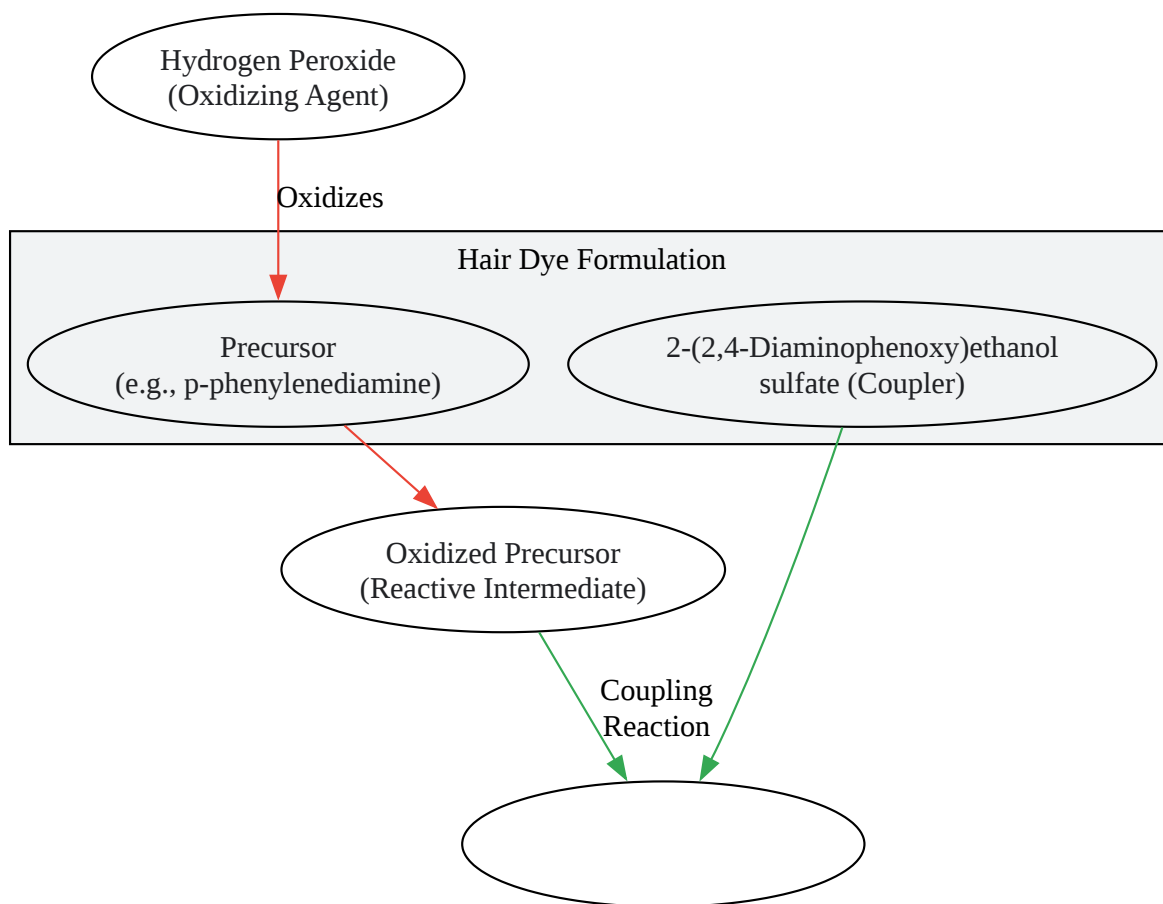 Hydrogen Peroxide
(Oxidizing Agent)
Oxidizes
Hair Dye Formulation
Precursor
(e.g., p-phenylenediamine)
2-(2,4-Diaminophenoxy)ethanol
sulfate (Coupler)
Oxidized Precursor
(Reactive Intermediate)
Coupling
Reaction